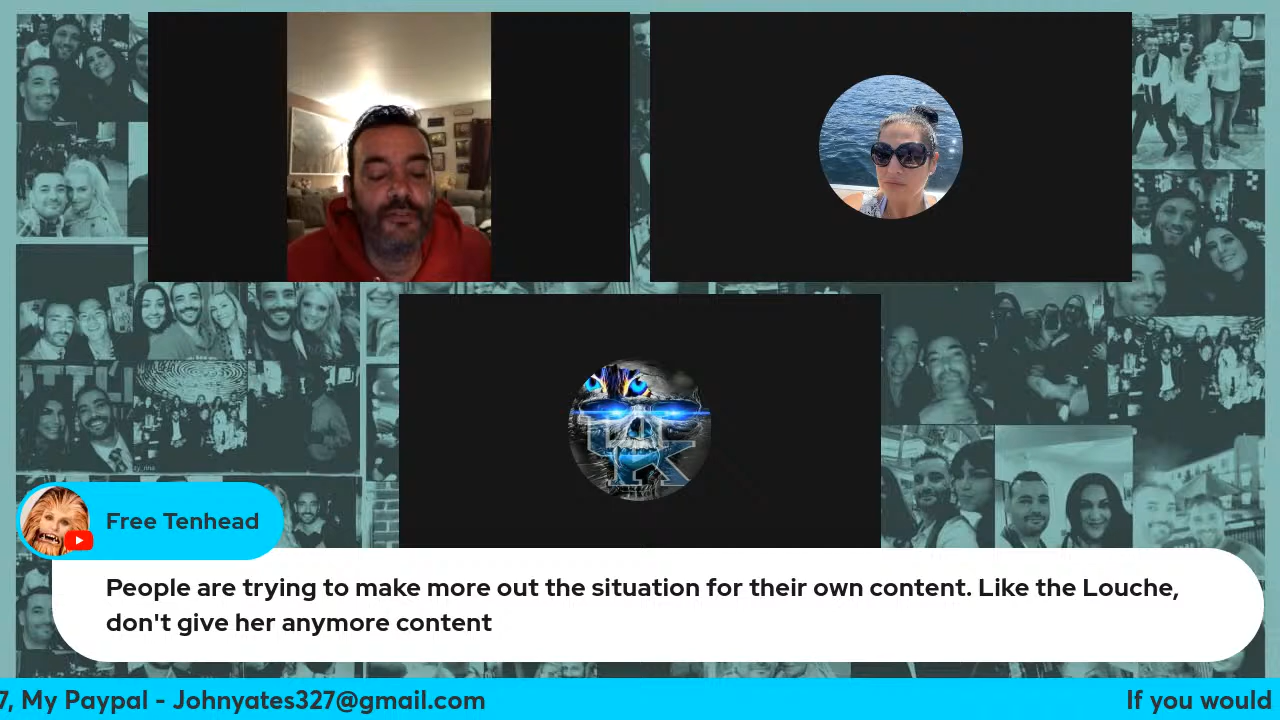 UK
Free Tenhead
People are trying to make more out the situation for their own content. Like the Louche,
don't give her anymore content
7, My Paypal - Johnyates327@gmail.com
If you would